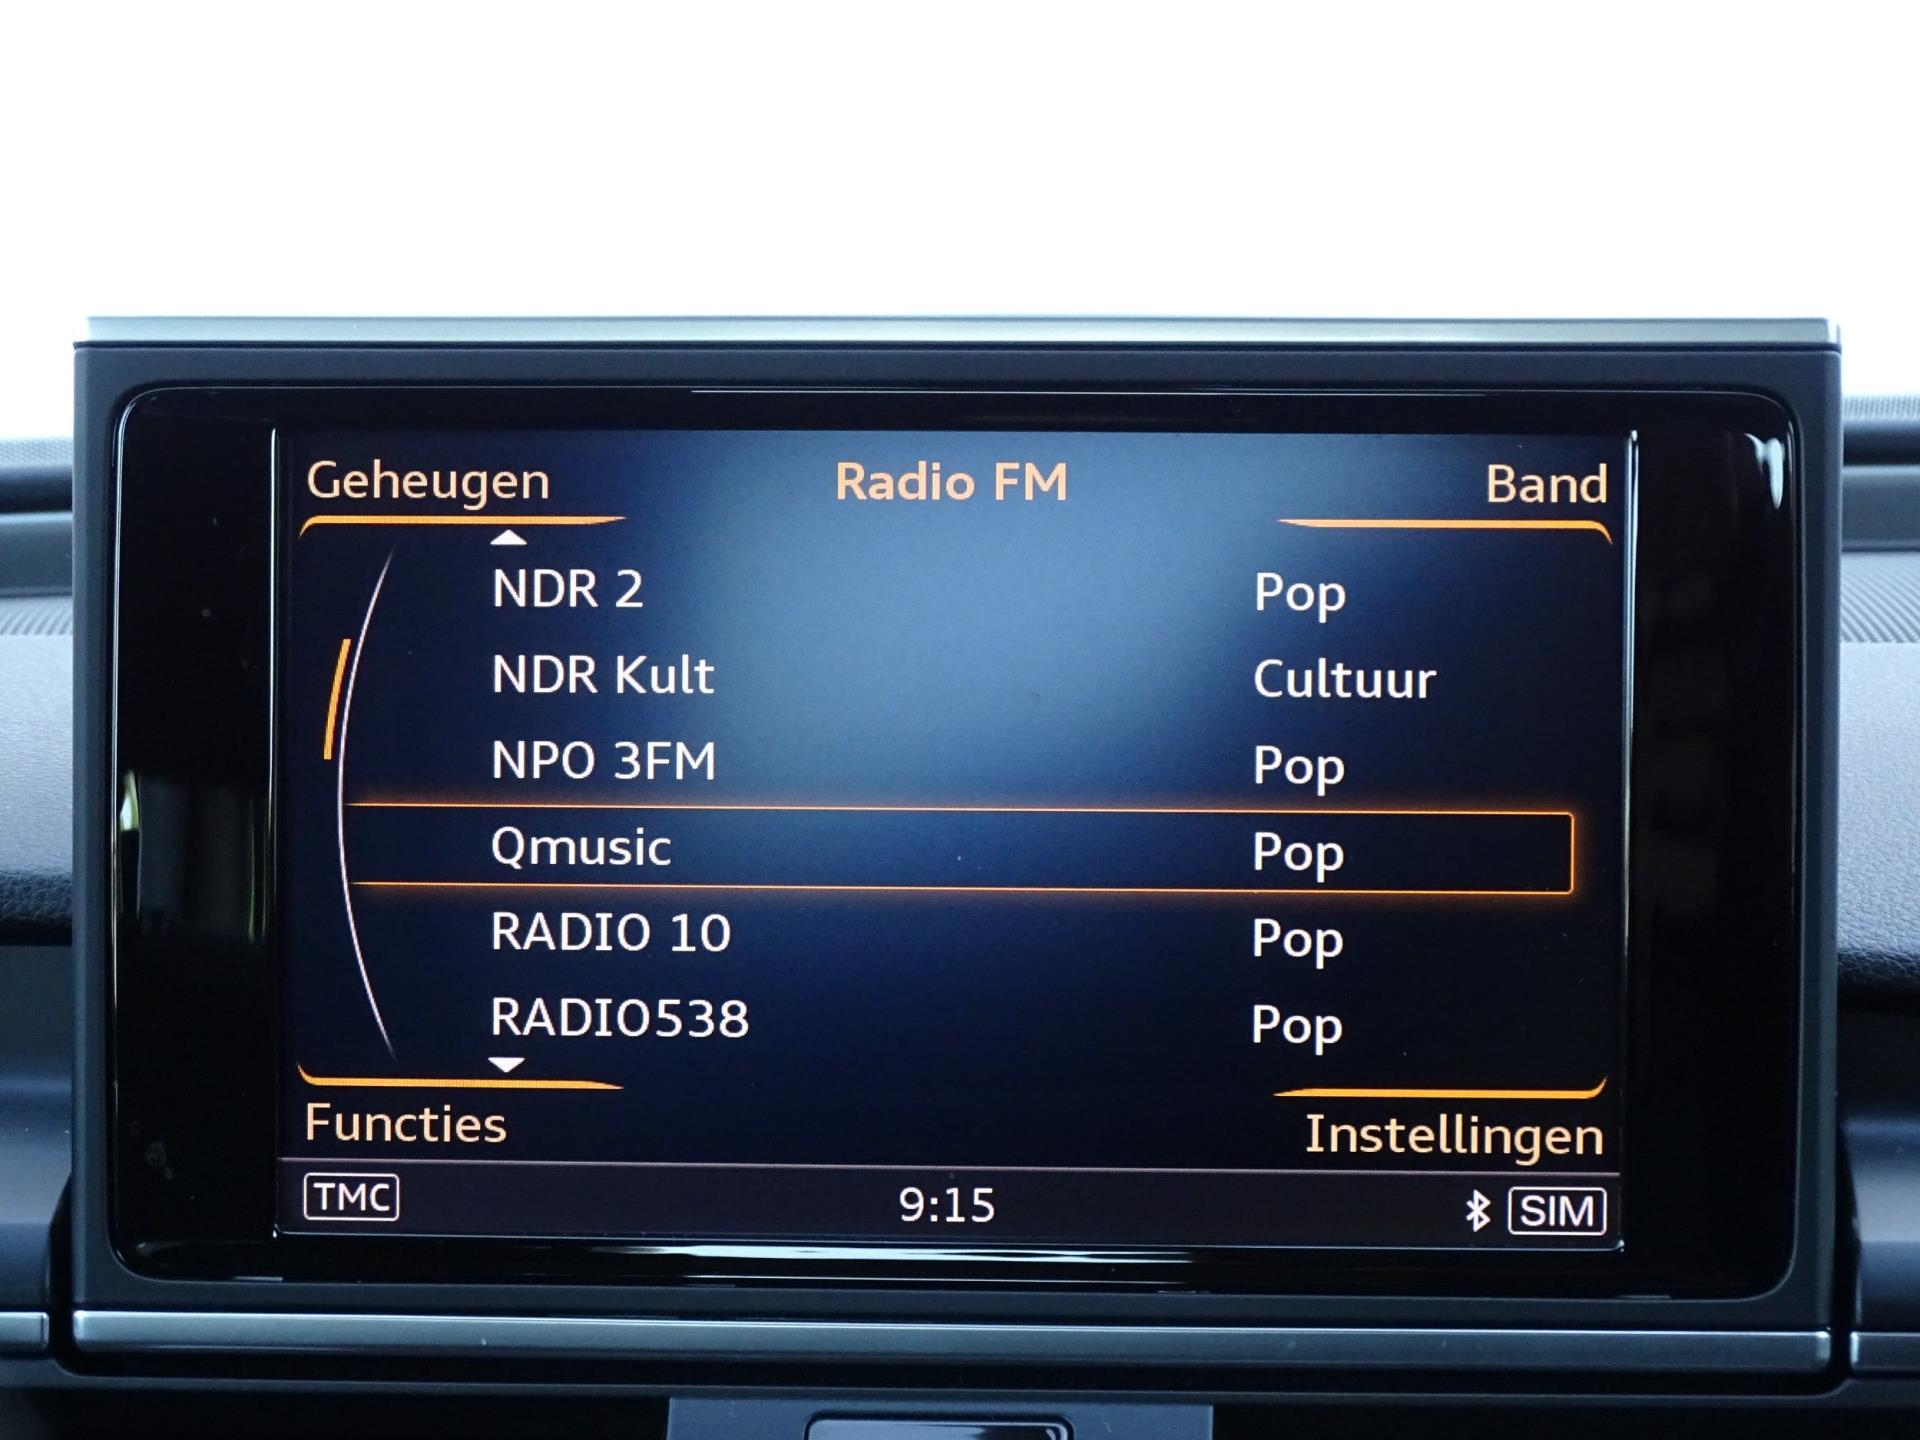 Geheugen Radio FM Band
NDR 2 Pop
NDR Kult Cultuur
NPO 3FM Pop
Qmusic Pop
RADIO 10 Pop
RADIO538 Pop
Functies Instellingen
TMC 9:15 SIM